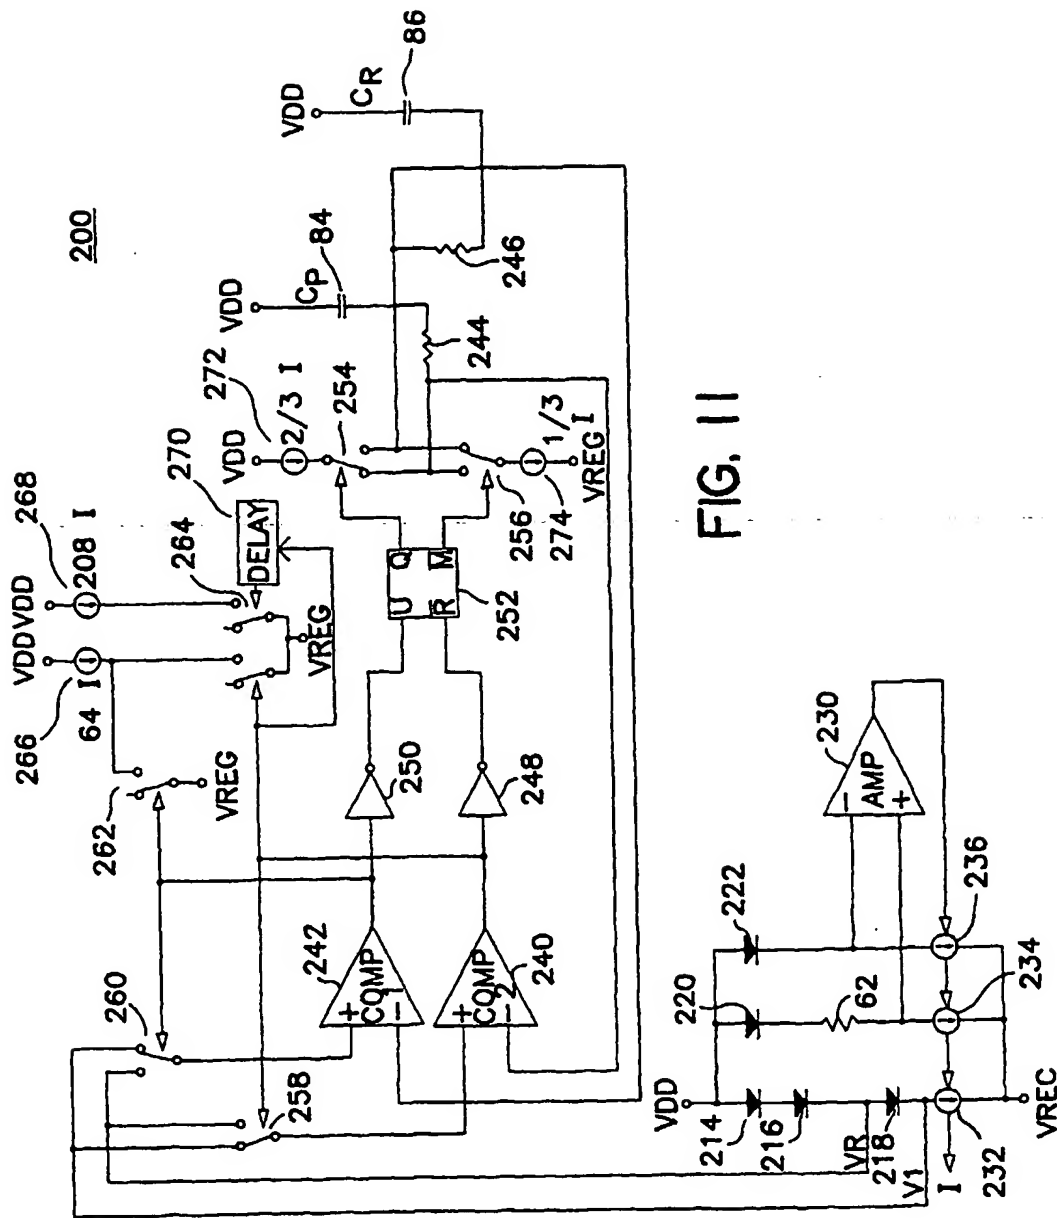 200
VDD
CR
86
VDD
CP
84
246
244
272
VDD
2/3 I
254
1/3 I
VREG
256
274
268
270
VDD
VDD
208 I
264
DELAY
266
64 I
VREG
262
VREG
U
Q
R
M
252
250
248
260
242
+
COMP 1
-
258
+
COMP 2
-
240
230
-
AMP
+
222
236
220
62
234
VDD
214
216
VR
218
V1
I
232
VREC
FIG. 11